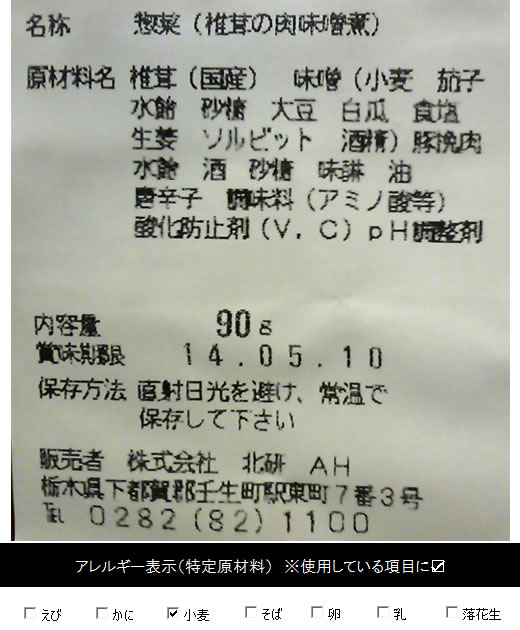 名称 惣菜（椎茸の肉味噌煮）
原材料名 椎茸（国産） 味噌（小麦 茄子
水飴 砂糖 大豆 白瓜 食塩
生姜 ソルビット 酒精）豚挽肉
水飴 酒 砂糖 味醂 油
唐辛子 調味料（アミノ酸等）
酸化防止剤（V．C）pH調整剤
内容量 90g
賞味期限 14.05.10
保存方法 直射日光を避け、常温で
保存して下さい
販売者 株式会社 北研 AH
栃木県下都賀郡壬生町駅東町7番3号
℡ 0282(82)1100
アレルギー表示（特定原材料） ※使用している項目に☑
☐えび ☐かに ☑小麦 ☐そば ☐卵 ☐乳 ☐落花生